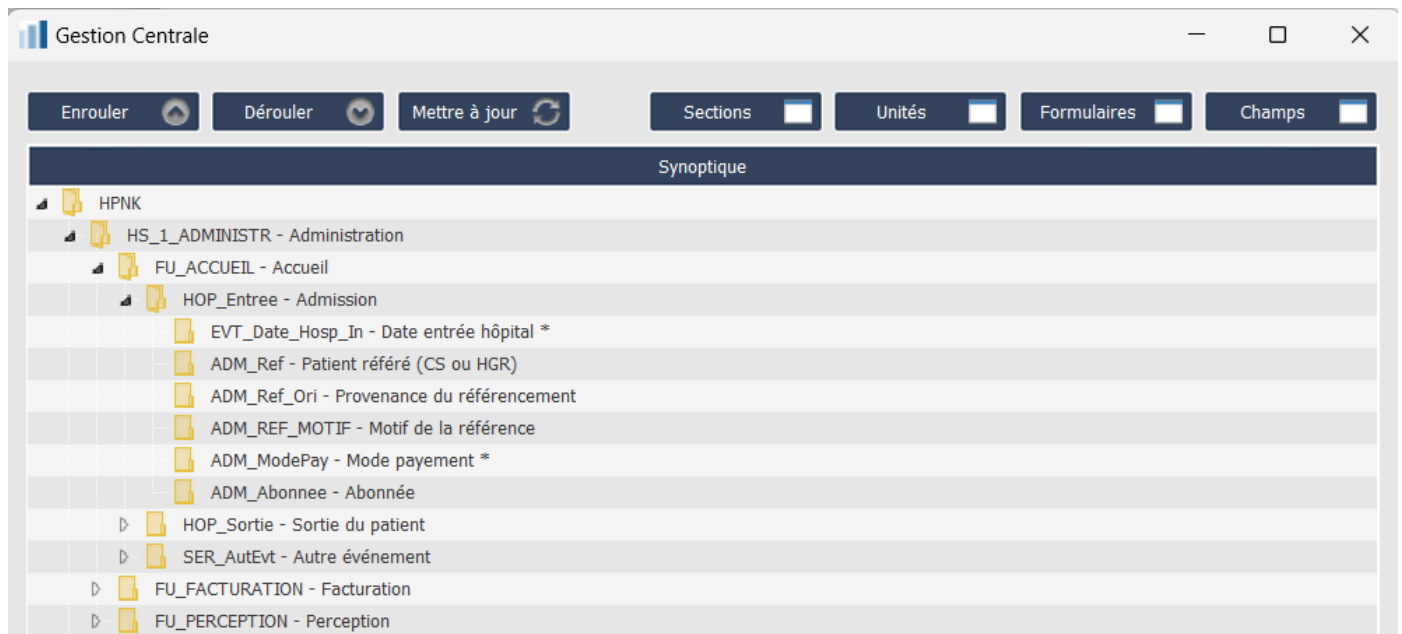 Gestion Centrale
Enrouler Dérouler Mettre à jour Sections Unités Formulaires Champs
Synoptique
HPNK
HS_1_ADMINISTR - Administration
FU_ACCUEIL - Accueil
HOP_Entree - Admission
EVT_Date_Hosp_In - Date entrée hôpital *
ADM_Ref - Patient référé (CS ou HGR)
ADM_Ref_Ori - Provenance du référencement
ADM_REF_MOTIF - Motif de la référence
ADM_ModePay - Mode payement *
ADM_Abonnee - Abonnée
HOP_Sortie - Sortie du patient
SER_AutEvt - Autre événement
FU_FACTURATION - Facturation
FU_PERCEPTION - Perception